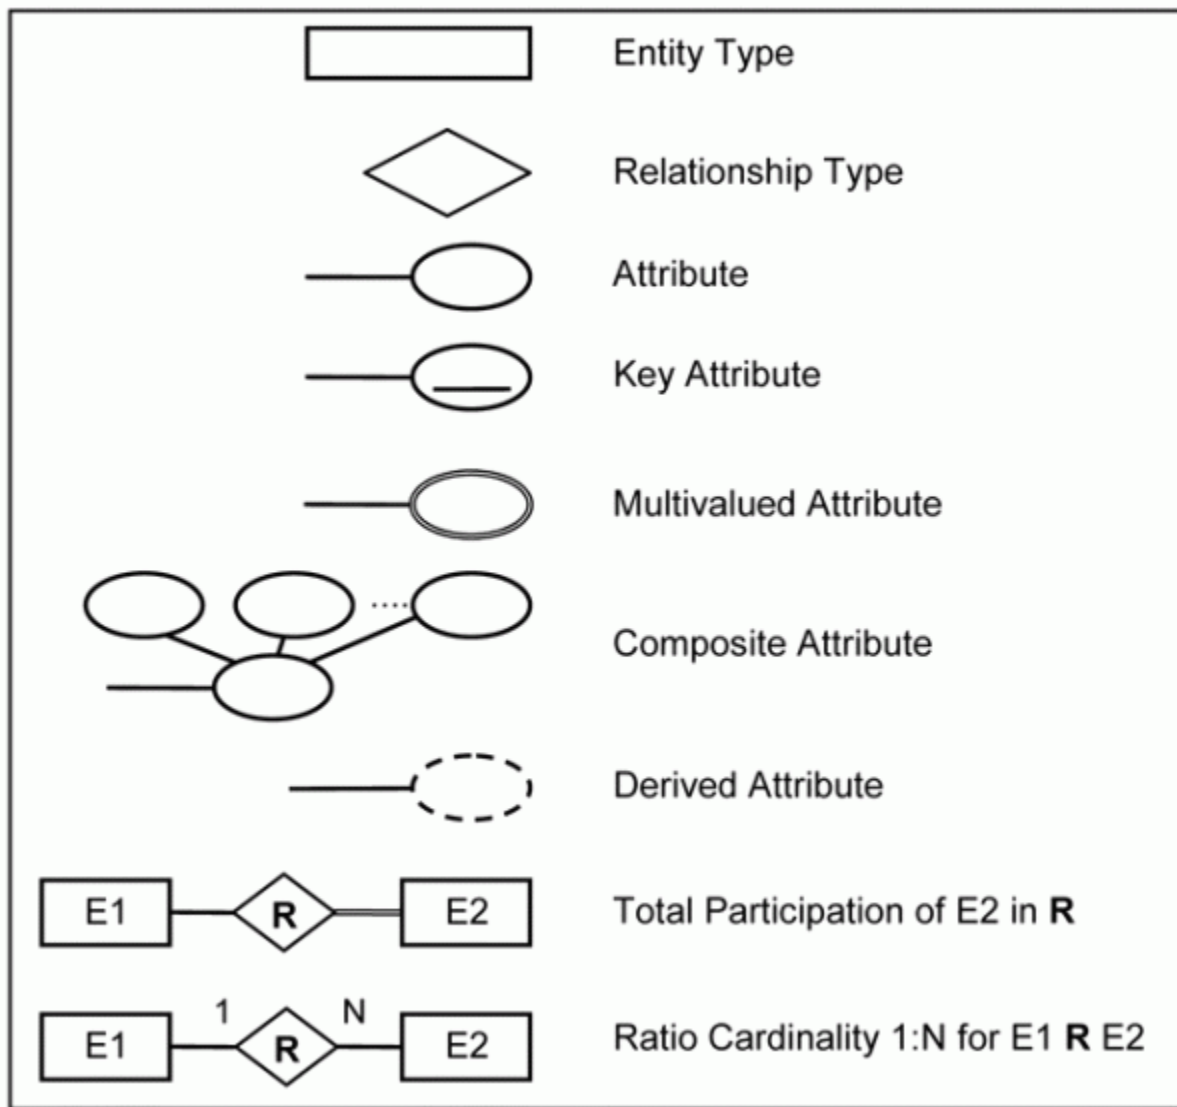 Entity Type
Relationship Type
Attribute
Key Attribute
Multivalued Attribute
Composite Attribute
Derived Attribute
E1 R E2 Total Participation of E2 in R
1 N
E1 R E2 Ratio Cardinality 1:N for E1 R E2